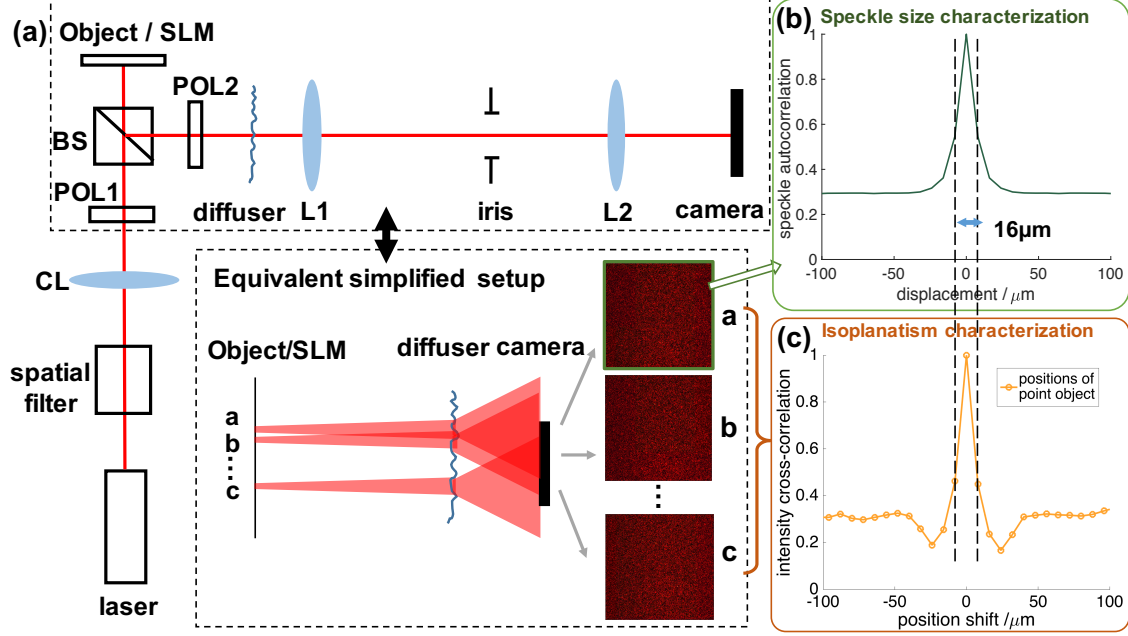 (a)
Object / SLM
POL2
BS
POL1
diffuser
L1
iris
L2
camera
CL
spatial
filter
laser
Equivalent simplified setup
Object/SLM
diffuser camera
a
b
c
a
b
c
(b)
Speckle size characterization
speckle autocorrelation
1
0.8
0.6
0.4
0.2
0
16μm
-100
-50
0
50
100
displacement / μm
(c)
Isoplanatism characterization
intensity cross-correlation
1
0.8
0.6
0.4
0.2
0
positions of
point object
-100
-50
0
50
100
position shift /μm